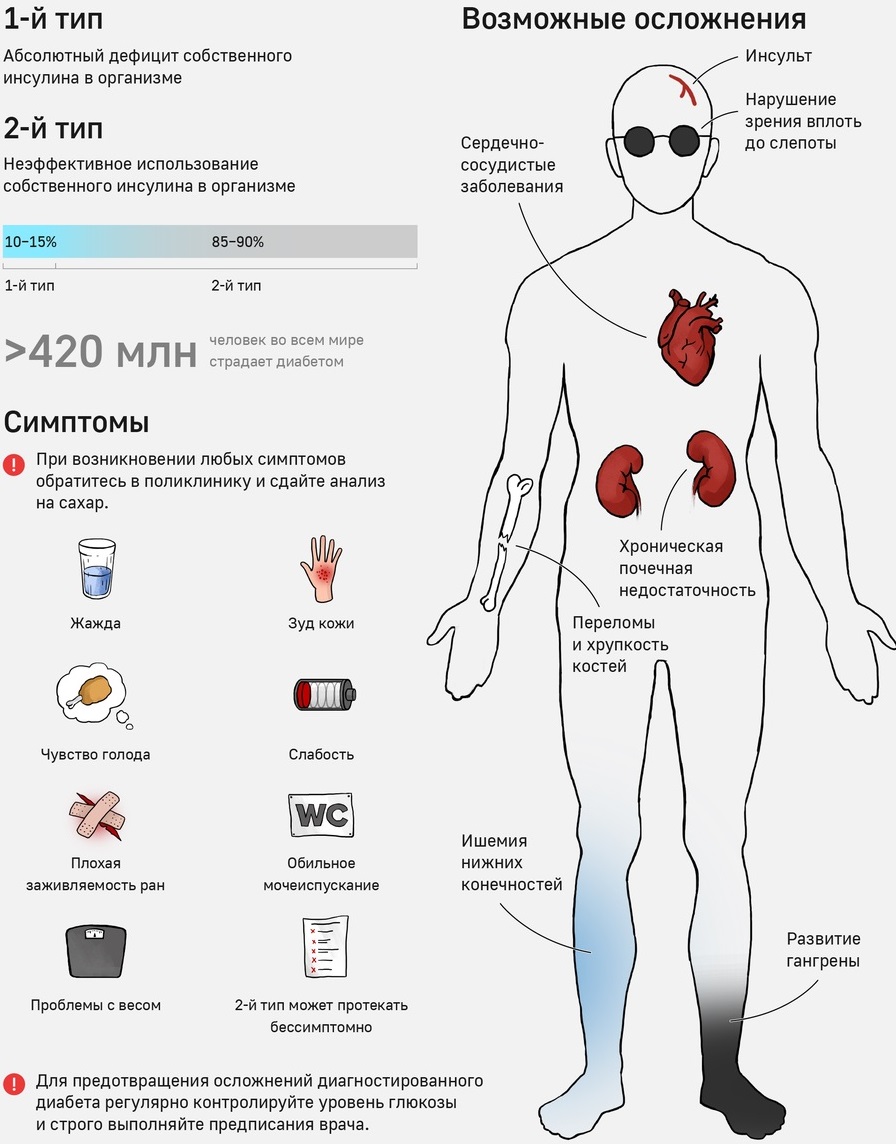 1-й тип
Абсолютный дефицит собственного
инсулина в организме
2-й тип
Неэффективное использование
собственного инсулина в организме
10–15%
85–90%
1-й тип
2-й тип
>420 млн
человек во всем мире
страдает диабетом
Симптомы
При возникновении любых симптомов
обратитесь в поликлинику и сдайте анализ
на сахар.
Жажда
Зуд кожи
Чувство голода
Слабость
Плохая
заживляемость ран
WC
Обильное
мочеиспускание
Проблемы с весом
2-й тип может протекать
бессимптомно
Для предотвращения осложнений диагностированного
диабета регулярно контролируйте уровень глюкозы
и строго выполняйте предписания врача.
Возможные осложнения
Инсульт
Нарушение
зрения вплоть
до слепоты
Сердечно-
сосудистые
заболевания
Хроническая
почечная
недостаточность
Переломы
и хрупкость
костей
Ишемия
нижних
конечностей
Развитие
гангрены